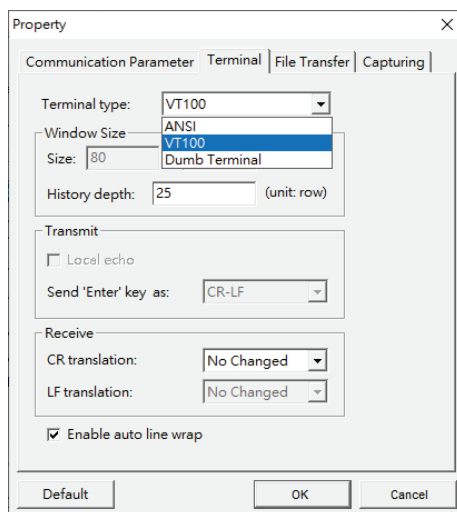 Property
Communication Parameter Terminal File Transfer Capturing
Terminal type: VT100
ANSI
Window Size
VT100
Size: 80
Dumb Terminal
History depth: 25 (unit: row)
Transmit
Local echo
Send 'Enter' key as: CR-LF
Receive
CR translation: No Changed
LF translation: No Changed
Enable auto line wrap
Default OK Cancel